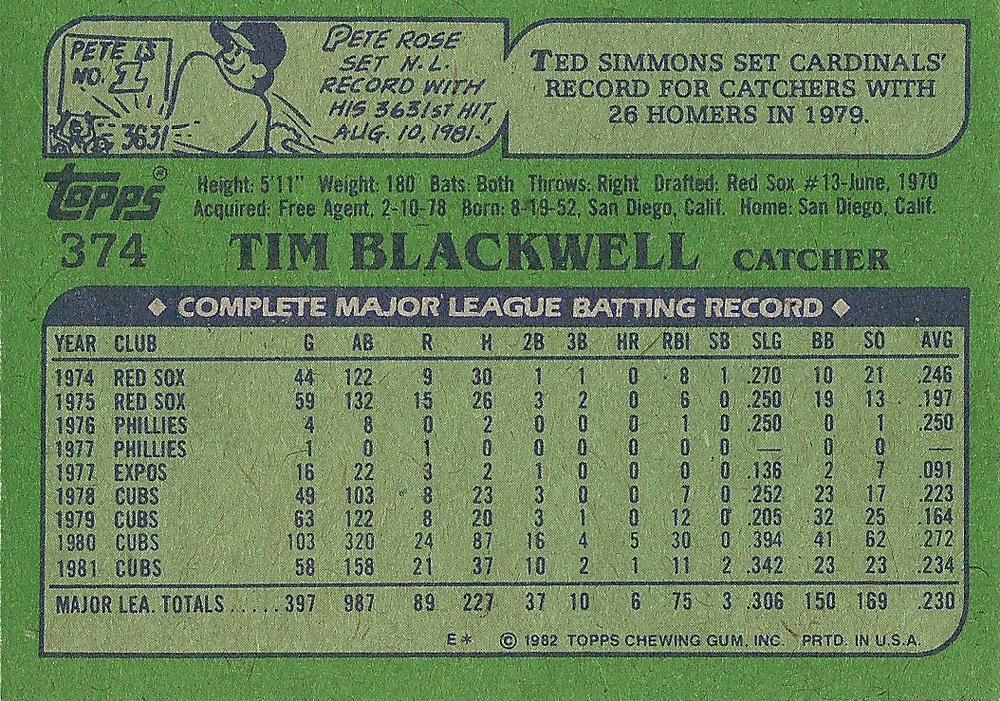 PETE IS
NO. 1
3631
PETE ROSE
SET N.L.
RECORD WITH
HIS 3631ST HIT,
AUG. 10, 1981.
TED SIMMONS SET CARDINALS'
RECORD FOR CATCHERS WITH
26 HOMERS IN 1979.
Topps®
Height: 5'11" Weight: 180 Bats: Both Throws: Right Drafted: Red Sox #13-June, 1970
Acquired: Free Agent, 2-10-78 Born: 8-19-52, San Diego, Calif. Home: San Diego, Calif.
374 TIM BLACKWELL CATCHER
◆ COMPLETE MAJOR LEAGUE BATTING RECORD ◆
YEAR CLUB G AB R H 2B 3B HR RBI SB SLG BB SO AVG
1974 RED SOX 44 122 9 30 1 1 0 8 1 .270 10 21 .246
1975 RED SOX 59 132 15 26 3 2 0 6 0 .250 19 13 .197
1976 PHILLIES 4 8 0 2 0 0 0 1 0 .250 0 1 .250
1977 PHILLIES 1 0 1 0 0 0 0 0 0 — 0 0 —
1977 EXPOS 16 22 3 2 1 0 0 0 0 .136 2 7 .091
1978 CUBS 49 103 8 23 3 0 0 7 0 .252 23 17 .223
1979 CUBS 63 122 8 20 3 1 0 12 0 .205 32 25 .164
1980 CUBS 103 320 24 87 16 4 5 30 0 .394 41 62 .272
1981 CUBS 58 158 21 37 10 2 1 11 2 .342 23 23 .234
MAJOR LEA. TOTALS.....397 987 89 227 37 10 6 75 3 .306 150 169 .230
E* © 1982 TOPPS CHEWING GUM, INC. PRTD. IN U.S.A.